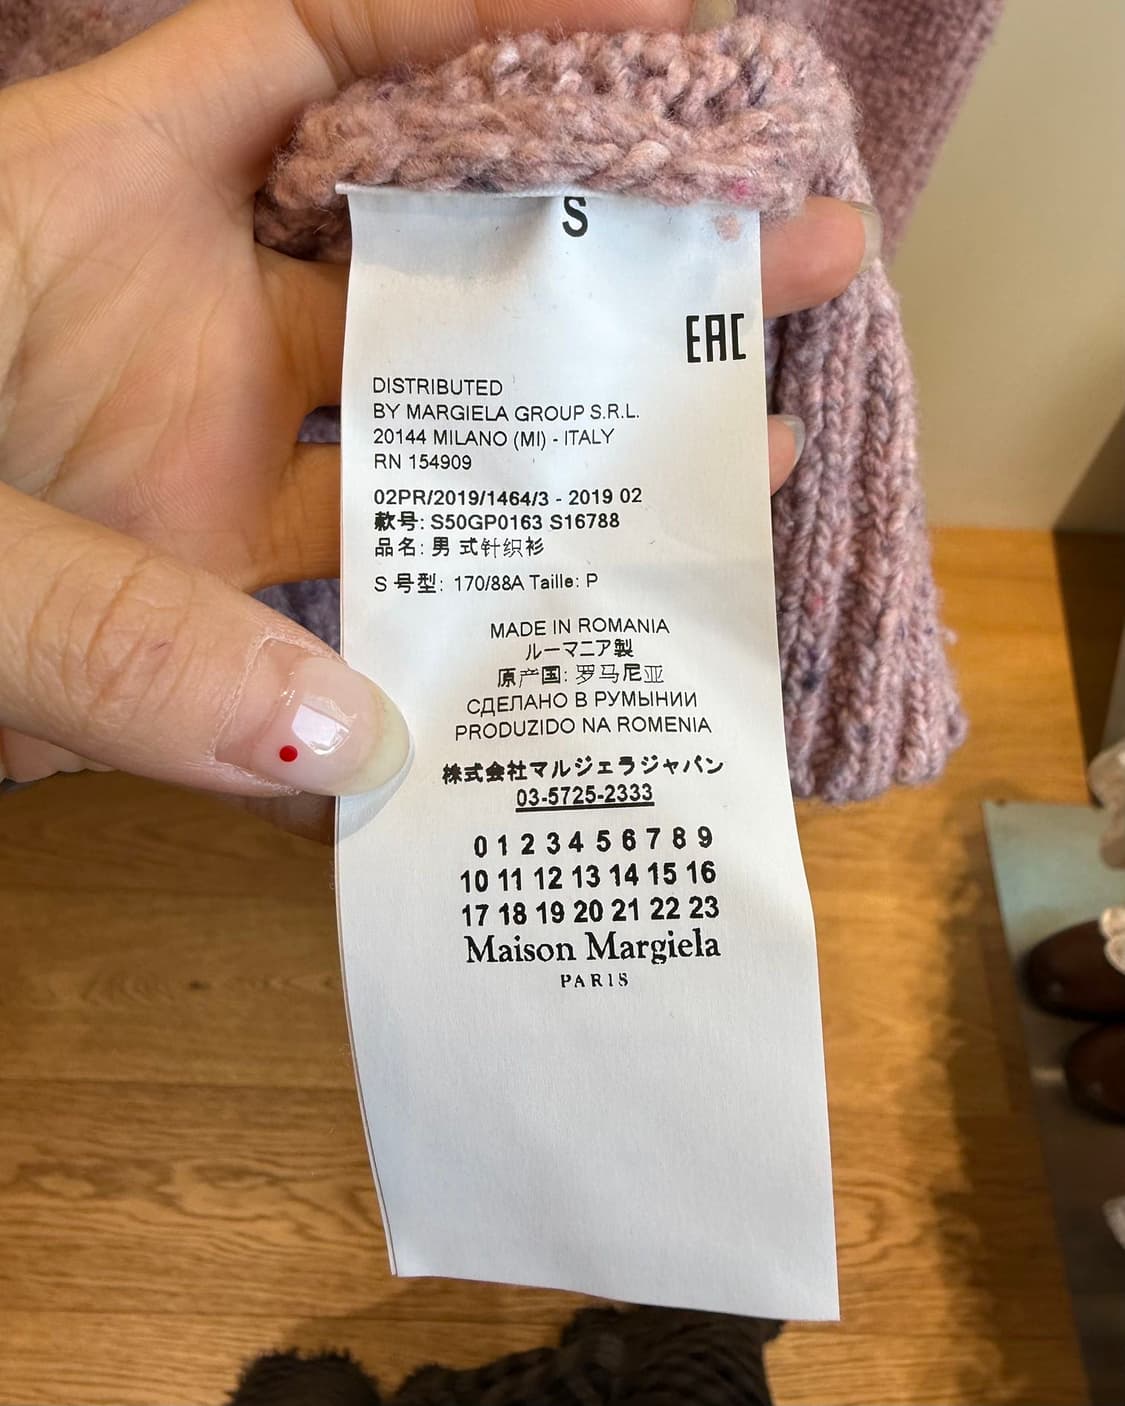 S
EAC
DISTRIBUTED
BY MARGIELA GROUP S.R.L.
20144 MILANO (MI) - ITALY
RN 154909
02PR/2019/1464/3 - 2019 02
款号: S50GP0163 S16788
品名: 男 式针织衫
S 号型: 170/88A Taille: P
MADE IN ROMANIA
ルーマニア製
原产国: 罗马尼亚
СДЕЛАНО В РУМЫНИИ
PRODUZIDO NA ROMENIA
株式会社マルジェラジャパン
03-5725-2333
0 1 2 3 4 5 6 7 8 9
10 11 12 13 14 15 16
17 18 19 20 21 22 23
Maison Margiela
PARIS